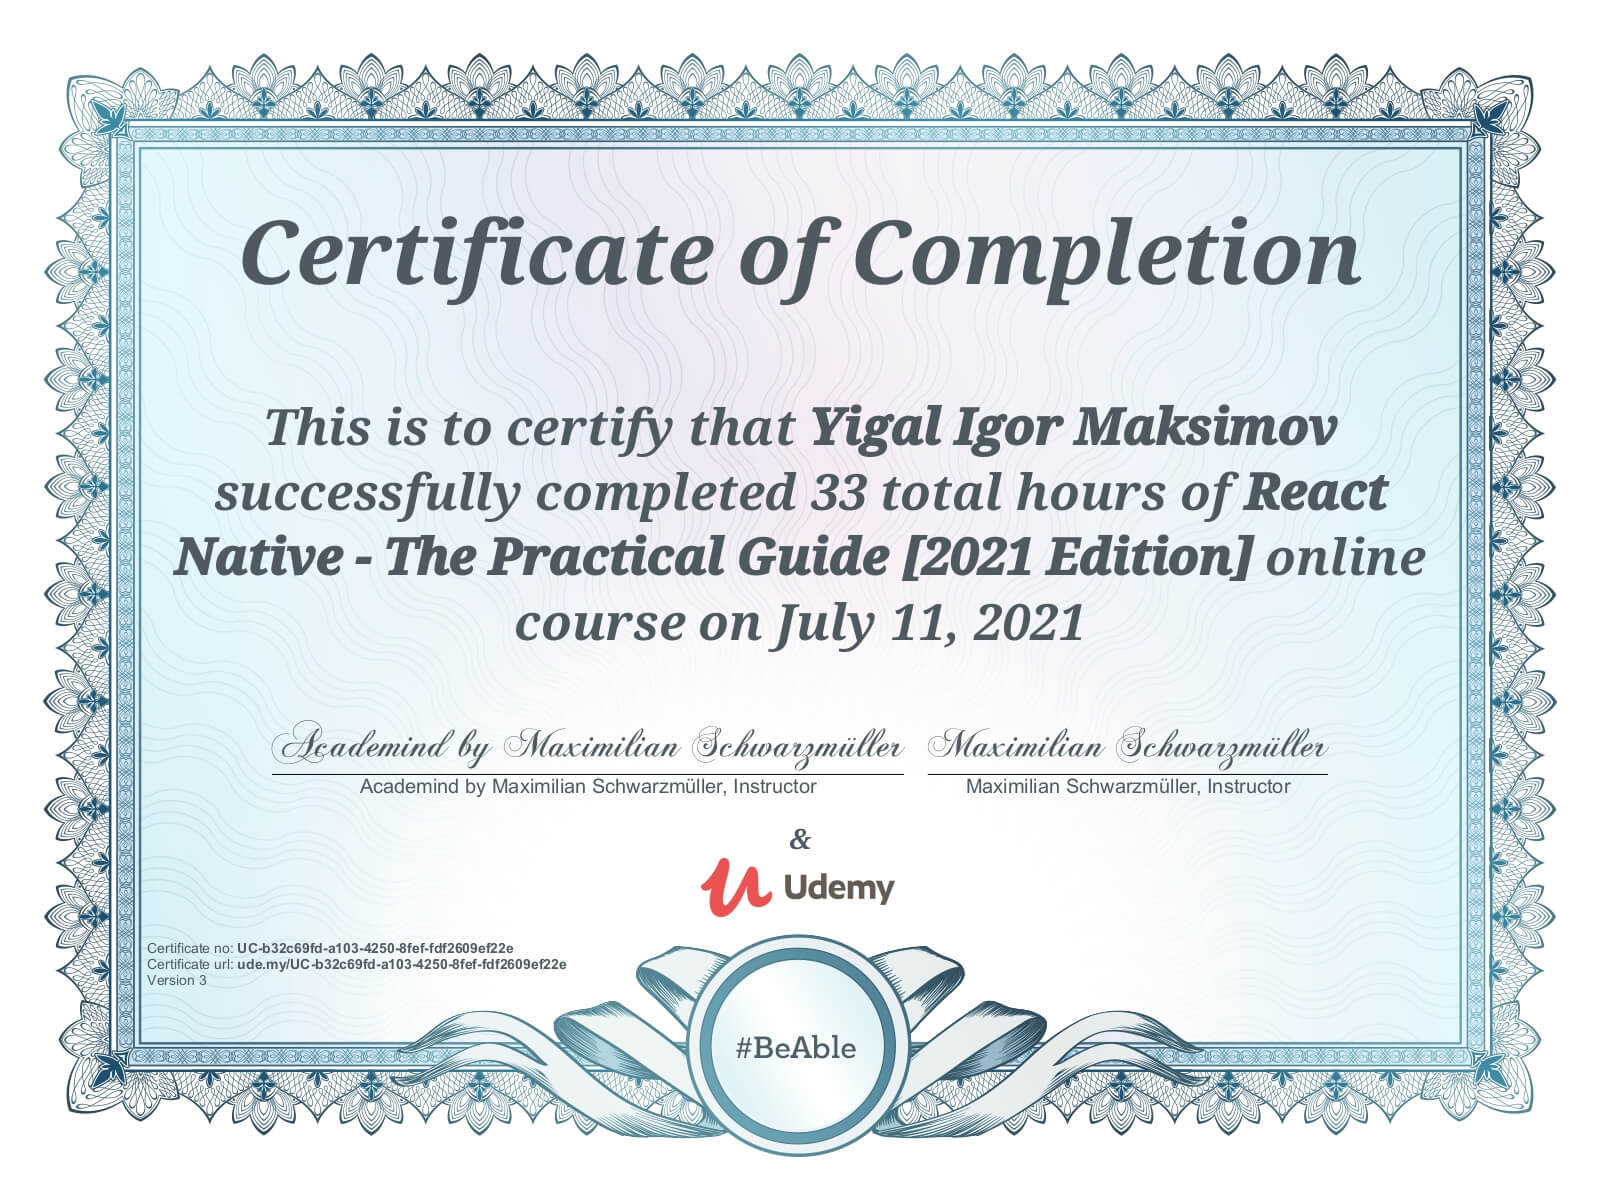 Certificate of Completion
This is to certify that Yigal Igor Maksimov
successfully completed 33 total hours of React
Native - The Practical Guide [2021 Edition] online
course on July 11, 2021
Academind by Maximilian Schwarzmüller
Maximilian Schwarzmüller
Academind by Maximilian Schwarzmüller, Instructor
Maximilian Schwarzmüller, Instructor
&
Udemy
Certificate no: UC-b32c69fd-a103-4250-8fef-fdf2609ef22e
Certificate url: ude.my/UC-b32c69fd-a103-4250-8fef-fdf2609ef22e
Version 3
#BeAble